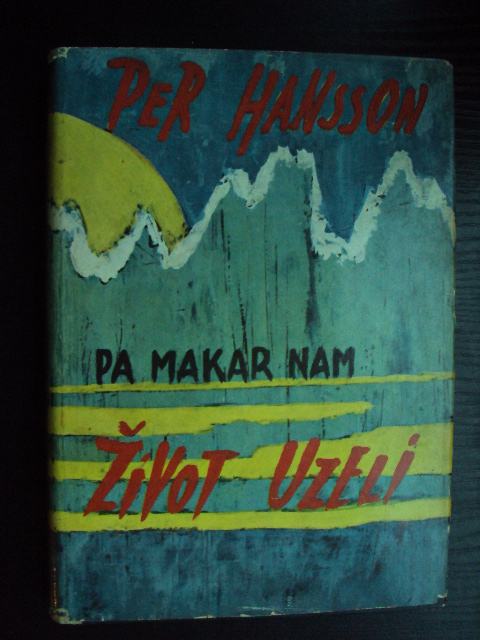 PER HANSSON
PA MAKAR NAM
ŽIVOT UZELI